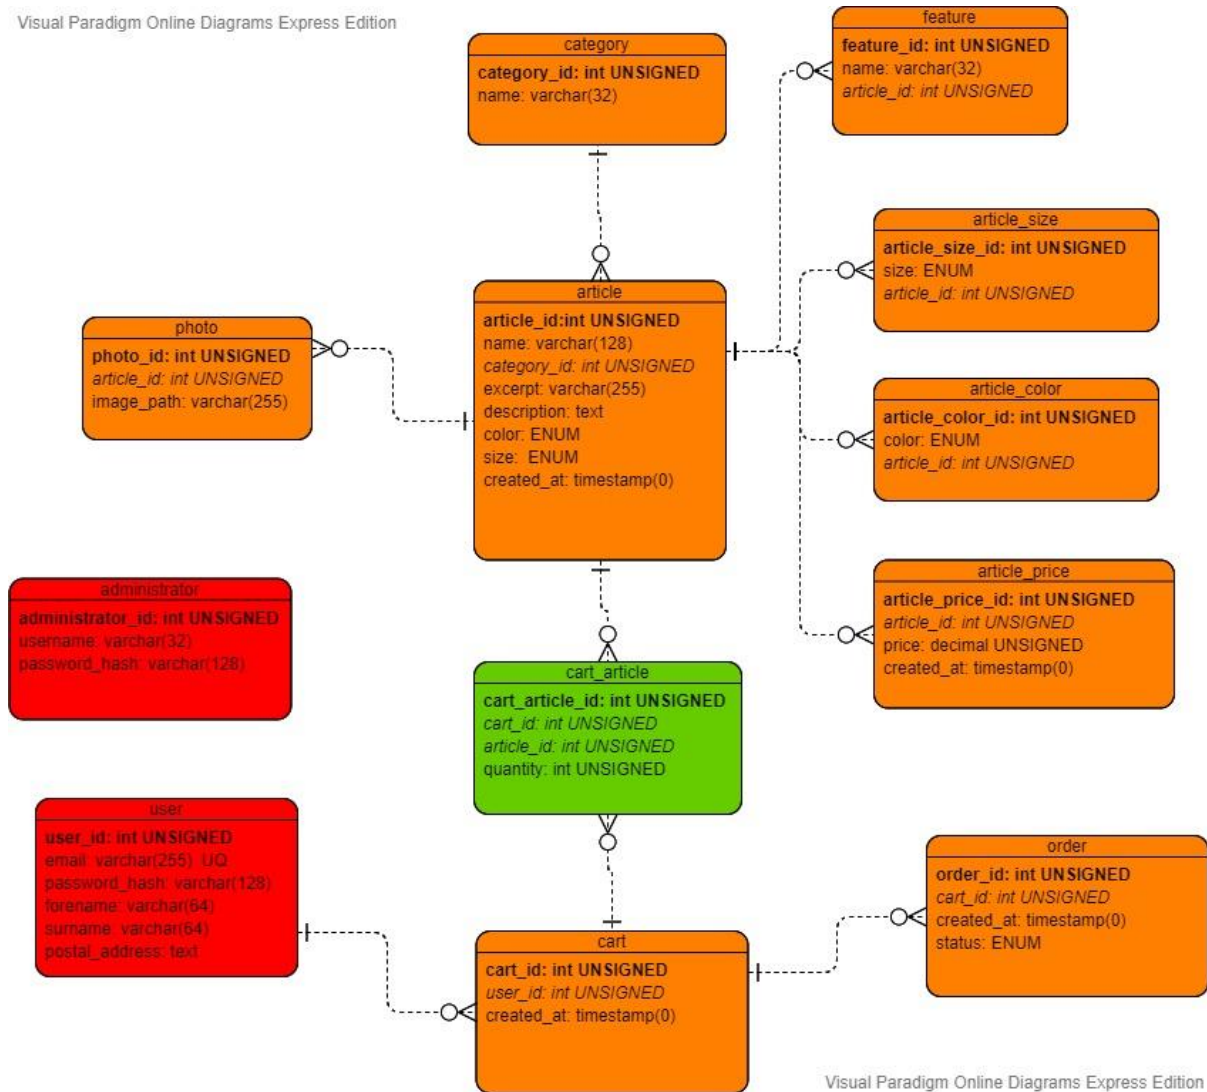 Visual Paradigm Online Diagrams Express Edition
category
category_id: int UNSIGNED
name: varchar(32)
feature
feature_id: int UNSIGNED
name: varchar(32)
article_id: int UNSIGNED
article_size
article_size_id: int UNSIGNED
size: ENUM
article_id: int UNSIGNED
photo
photo_id: int UNSIGNED
article_id: int UNSIGNED
image_path: varchar(255)
article
article_id:int UNSIGNED
name: varchar(128)
category_id: int UNSIGNED
excerpt: varchar(255)
description: text
color: ENUM
size: ENUM
created_at: timestamp(0)
article_color
article_color_id: int UNSIGNED
color: ENUM
article_id: int UNSIGNED
article_price
article_price_id: int UNSIGNED
article_id: int UNSIGNED
price: decimal UNSIGNED
created_at: timestamp(0)
administrator
administrator_id: int UNSIGNED
username: varchar(32)
password_hash: varchar(128)
cart_article
cart_article_id: int UNSIGNED
cart_id: int UNSIGNED
article_id: int UNSIGNED
quantity: int UNSIGNED
user
user_id: int UNSIGNED
email: varchar(255) UQ
password_hash: varchar(128)
forename: varchar(64)
surname: varchar(64)
postal_address: text
cart
cart_id: int UNSIGNED
user_id: int UNSIGNED
created_at: timestamp(0)
order
order_id: int UNSIGNED
cart_id: int UNSIGNED
created_at: timestamp(0)
status: ENUM
Visual Paradigm Online Diagrams Express Edition